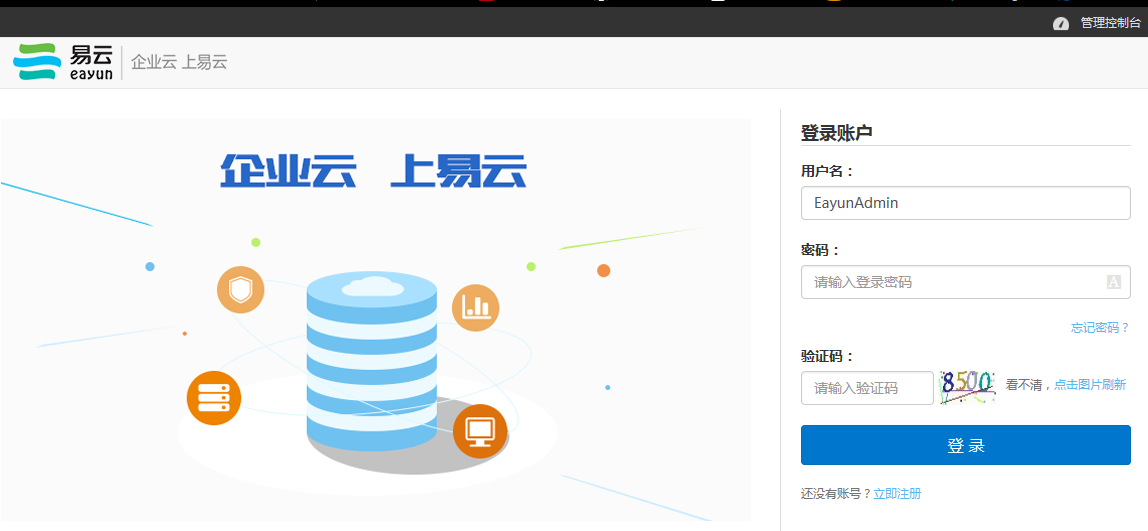 管理控制台
易云
eayun
企业云 上易云
企业云 上易云
登录账户
用户名：
EayunAdmin
密码：
请输入登录密码
A
忘记密码？
验证码：
请输入验证码
8500
看不清，点击图片刷新
登 录
还没有账号？立即注册